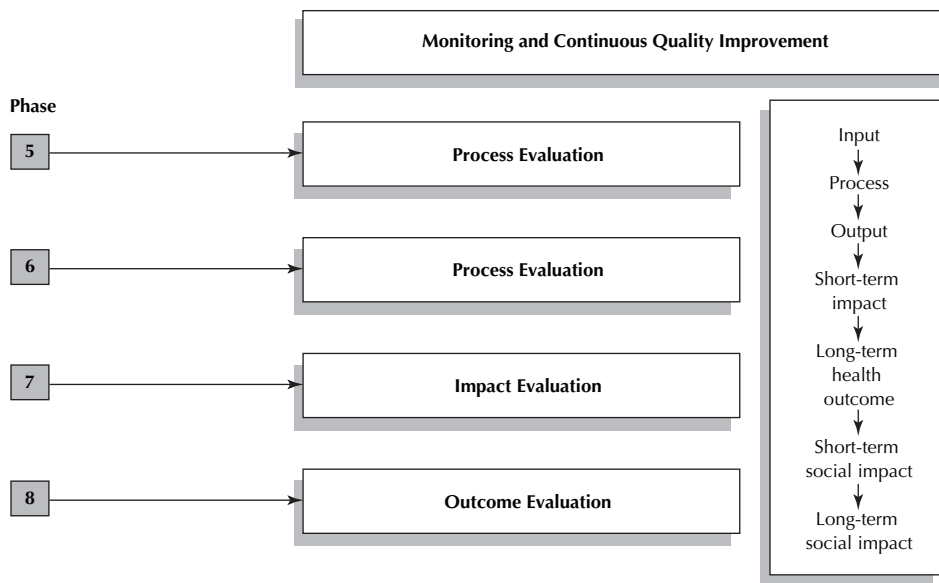 Monitoring and Continuous Quality Improvement
Phase
5
Process Evaluation
6
Process Evaluation
7
Impact Evaluation
8
Outcome Evaluation
Input
Process
Output
Short-term
impact
Long-term
health
outcome
Short-term
social impact
Long-term
social impact